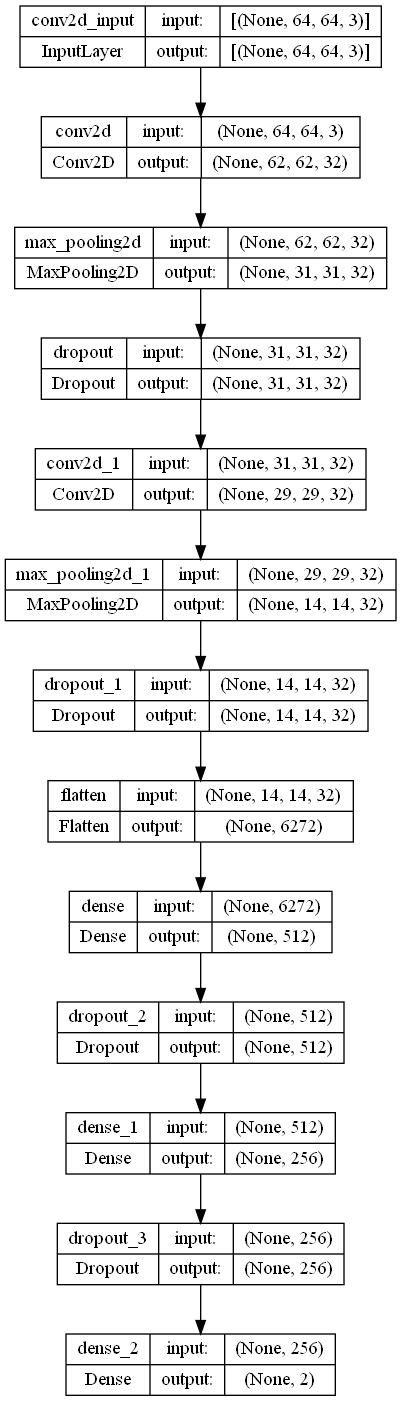 conv2d_input input: [(None, 64, 64, 3)]
InputLayer output: [(None, 64, 64, 3)]
conv2d input: (None, 64, 64, 3)
Conv2D output: (None, 62, 62, 32)
max_pooling2d input: (None, 62, 62, 32)
MaxPooling2D output: (None, 31, 31, 32)
dropout input: (None, 31, 31, 32)
Dropout output: (None, 31, 31, 32)
conv2d_1 input: (None, 31, 31, 32)
Conv2D output: (None, 29, 29, 32)
max_pooling2d_1 input: (None, 29, 29, 32)
MaxPooling2D output: (None, 14, 14, 32)
dropout_1 input: (None, 14, 14, 32)
Dropout output: (None, 14, 14, 32)
flatten input: (None, 14, 14, 32)
Flatten output: (None, 6272)
dense input: (None, 6272)
Dense output: (None, 512)
dropout_2 input: (None, 512)
Dropout output: (None, 512)
dense_1 input: (None, 512)
Dense output: (None, 256)
dropout_3 input: (None, 256)
Dropout output: (None, 256)
dense_2 input: (None, 256)
Dense output: (None, 2)